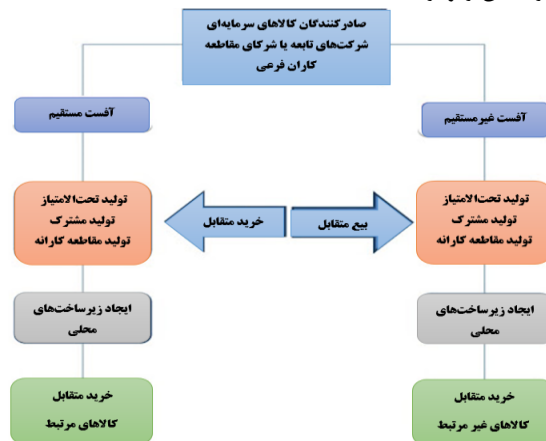 صادرکنندگان کالاهای سرمایه‌ای
شرکت‌های تابعه یا شرکای مقاطعه
کاران فرعی
آفست غیرمستقیم
آفست مستقیم
تولید تحت‌الامتیاز
تولید مشترک
تولید مقاطعه کارانه
بیع متقابل
خرید متقابل
تولید تحت‌الامتیاز
تولید مشترک
تولید مقاطعه کارانه
ایجاد زیرساخت‌های
محلی
ایجاد زیرساخت‌های
محلی
خرید متقابل
کالاهای غیر مرتبط
خرید متقابل
کالاهای مرتبط